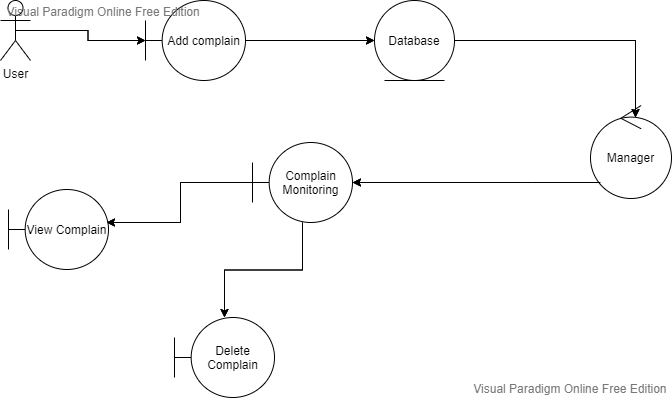 Visual Paradigm Online Free Edition
User
Add complain
Database
Manager
Complain
Monitoring
View Complain
Delete
Complain
Visual Paradigm Online Free Edition